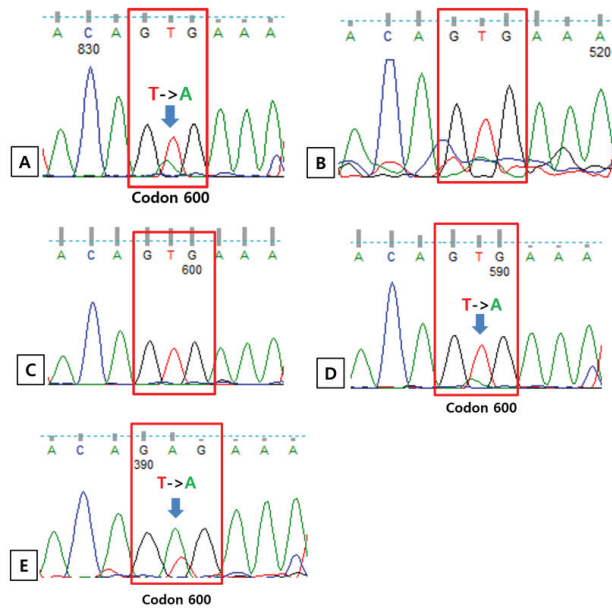 A C A G T G A A A
830
T->A
A
Codon 600
A C A G T G A A A
520
B
A C A G T G A A A
600
C
A C A G T G A A A
590
T->A
D
Codon 600
A C A G A G A A A
390
T->A
E
Codon 600